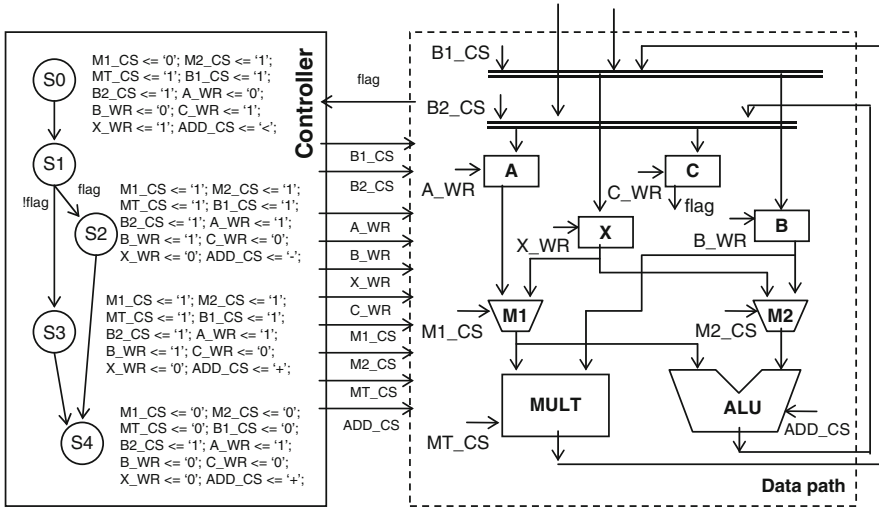 Controller
S0
M1_CS <= ‘0’; M2_CS <= ‘1’;
MT_CS <= ‘1’; B1_CS <= ‘1’;
B2_CS <= ‘1’; A_WR <= ‘0’;
B_WR <= ‘0’; C_WR <= ‘1’;
X_WR <= ‘1’; ADD_CS <= ‘<’;
S1
!flag
flag
S2
M1_CS <= ‘1’; M2_CS <= ‘1’;
MT_CS <= ‘1’; B1_CS <= ‘1’;
B2_CS <= ‘1’; A_WR <= ‘1’;
B_WR <= ‘1’; C_WR <= ‘0’;
X_WR <= ‘0’; ADD_CS <= ‘-’;
S3
M1_CS <= ‘1’; M2_CS <= ‘1’;
MT_CS <= ‘1’; B1_CS <= ‘1’;
B2_CS <= ‘1’; A_WR <= ‘1’;
B_WR <= ‘1’; C_WR <= ‘0’;
X_WR <= ‘0’; ADD_CS <= ‘+’;
S4
M1_CS <= ‘0’; M2_CS <= ‘0’;
MT_CS <= ‘0’; B1_CS <= ‘0’;
B2_CS <= ‘1’; A_WR <= ‘1’;
B_WR <= ‘0’; C_WR <= ‘0’;
X_WR <= ‘0’; ADD_CS <= ‘+’;
flag
B1_CS
B2_CS
A_WR
B_WR
X_WR
C_WR
M1_CS
M2_CS
MT_CS
ADD_CS
B1_CS
B2_CS
A
A_WR
C
C_WR
flag
X
X_WR
B
B_WR
M1
M1_CS
M2
M2_CS
MULT
MT_CS
ALU
ADD_CS
Data path